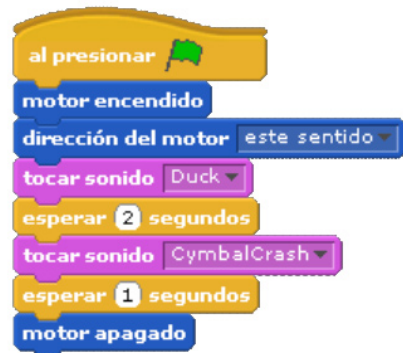 al presionar
motor encendido
dirección del motor este sentido
tocar sonido Duck
esperar 2 segundos
tocar sonido CymbalCrash
esperar 1 segundos
motor apagado